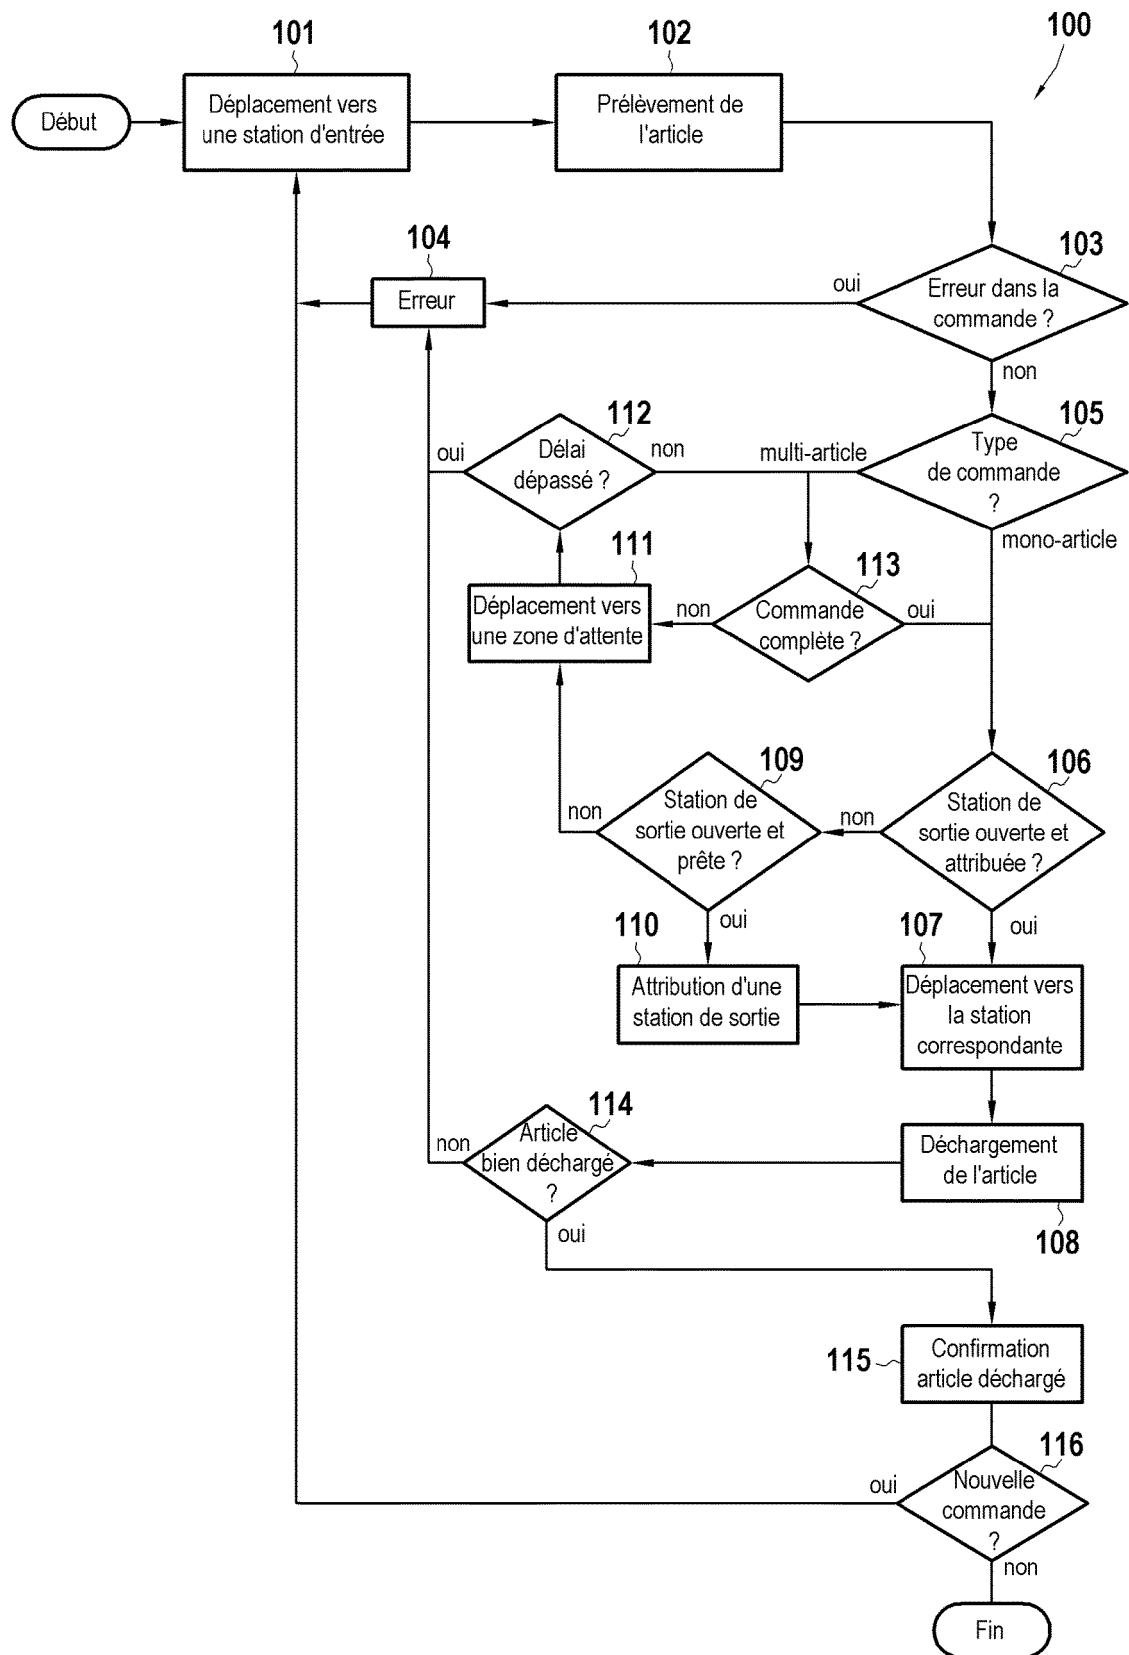 101
102
100
Début
Déplacement vers
une station d'entrée
Prélèvement de
l'article
104
103
Erreur
oui
Erreur dans la
commande ?
non
112
105
oui
Délai
dépassé ?
non
multi-article
Type
de commande
?
mono-article
111
113
Déplacement vers
une zone d'attente
non
Commande
complète ?
oui
109
106
non
Station de
sortie ouverte et
prête ?
non
Station de
sortie ouverte et
attribuée ?
oui
oui
110
107
Attribution d'une
station de sortie
Déplacement vers
la station
correspondante
114
non
Article
bien déchargé
?
oui
Déchargement
de l'article
108
115
Confirmation
article déchargé
116
oui
Nouvelle
commande
?
non
Fin